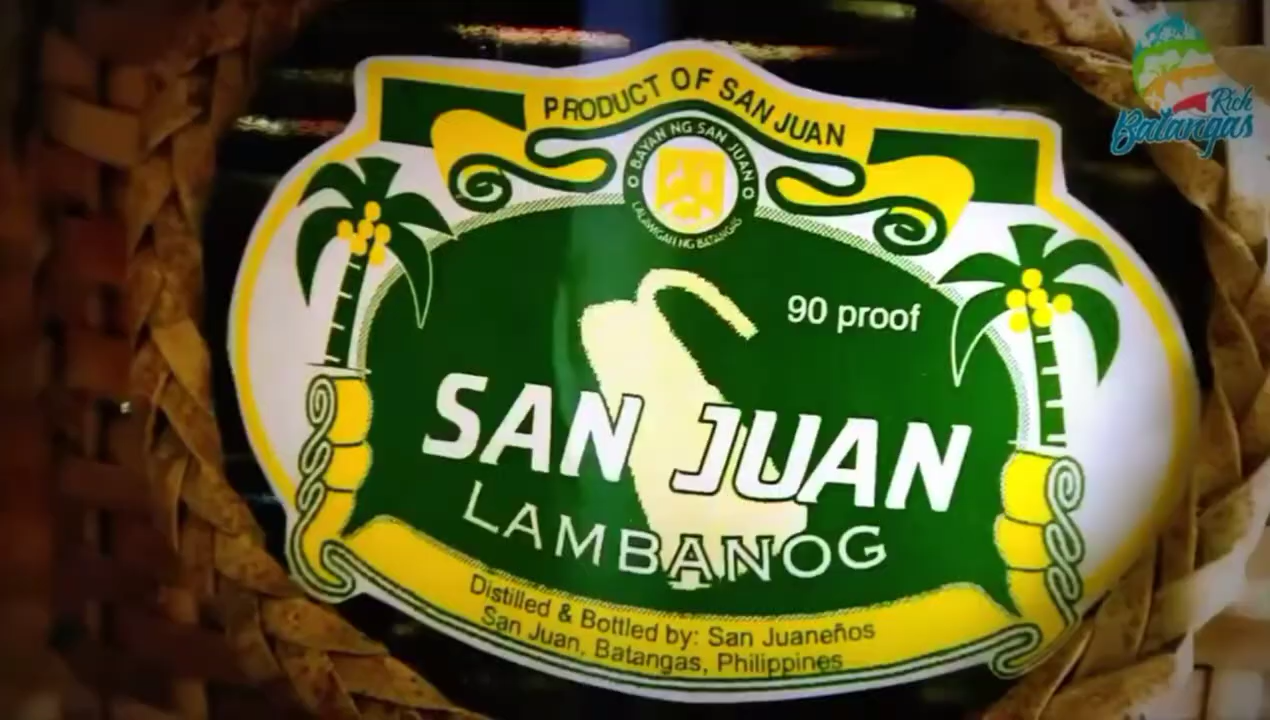 Rich
Batangas
PRODUCT OF SAN JUAN
BAYAN NG SAN JUAN
LALAWIGAN NG BATANGAS
90 proof
SAN JUAN
LAMBANOG
Distilled & Bottled by: San Juaneños
San Juan, Batangas, Philippines